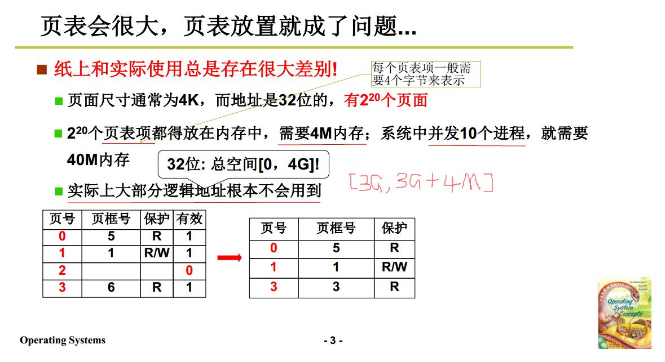 页表会很大，页表放置就成了问题...
纸上和实际使用总是存在很大差别!
每个页表项一般需
要4个字节来表示
页面尺寸通常为4K，而地址是32位的，有2²⁰个页面
2²⁰个页表项都得放在内存中，需要4M内存；系统中并发10个进程，就需要
40M内存
32位: 总空间[0，4G]!
实际上大部分逻辑地址根本不会用到
[3G, 3G+4M]
页号 页框号 保护 有效
0 5 R 1
1 1 R/W 1
2 0
3 6 R 1
页号 页框号 保护
0 5 R
1 1 R/W
3 3 R
Operating
System
Concepts
Operating Systems
- 3 -